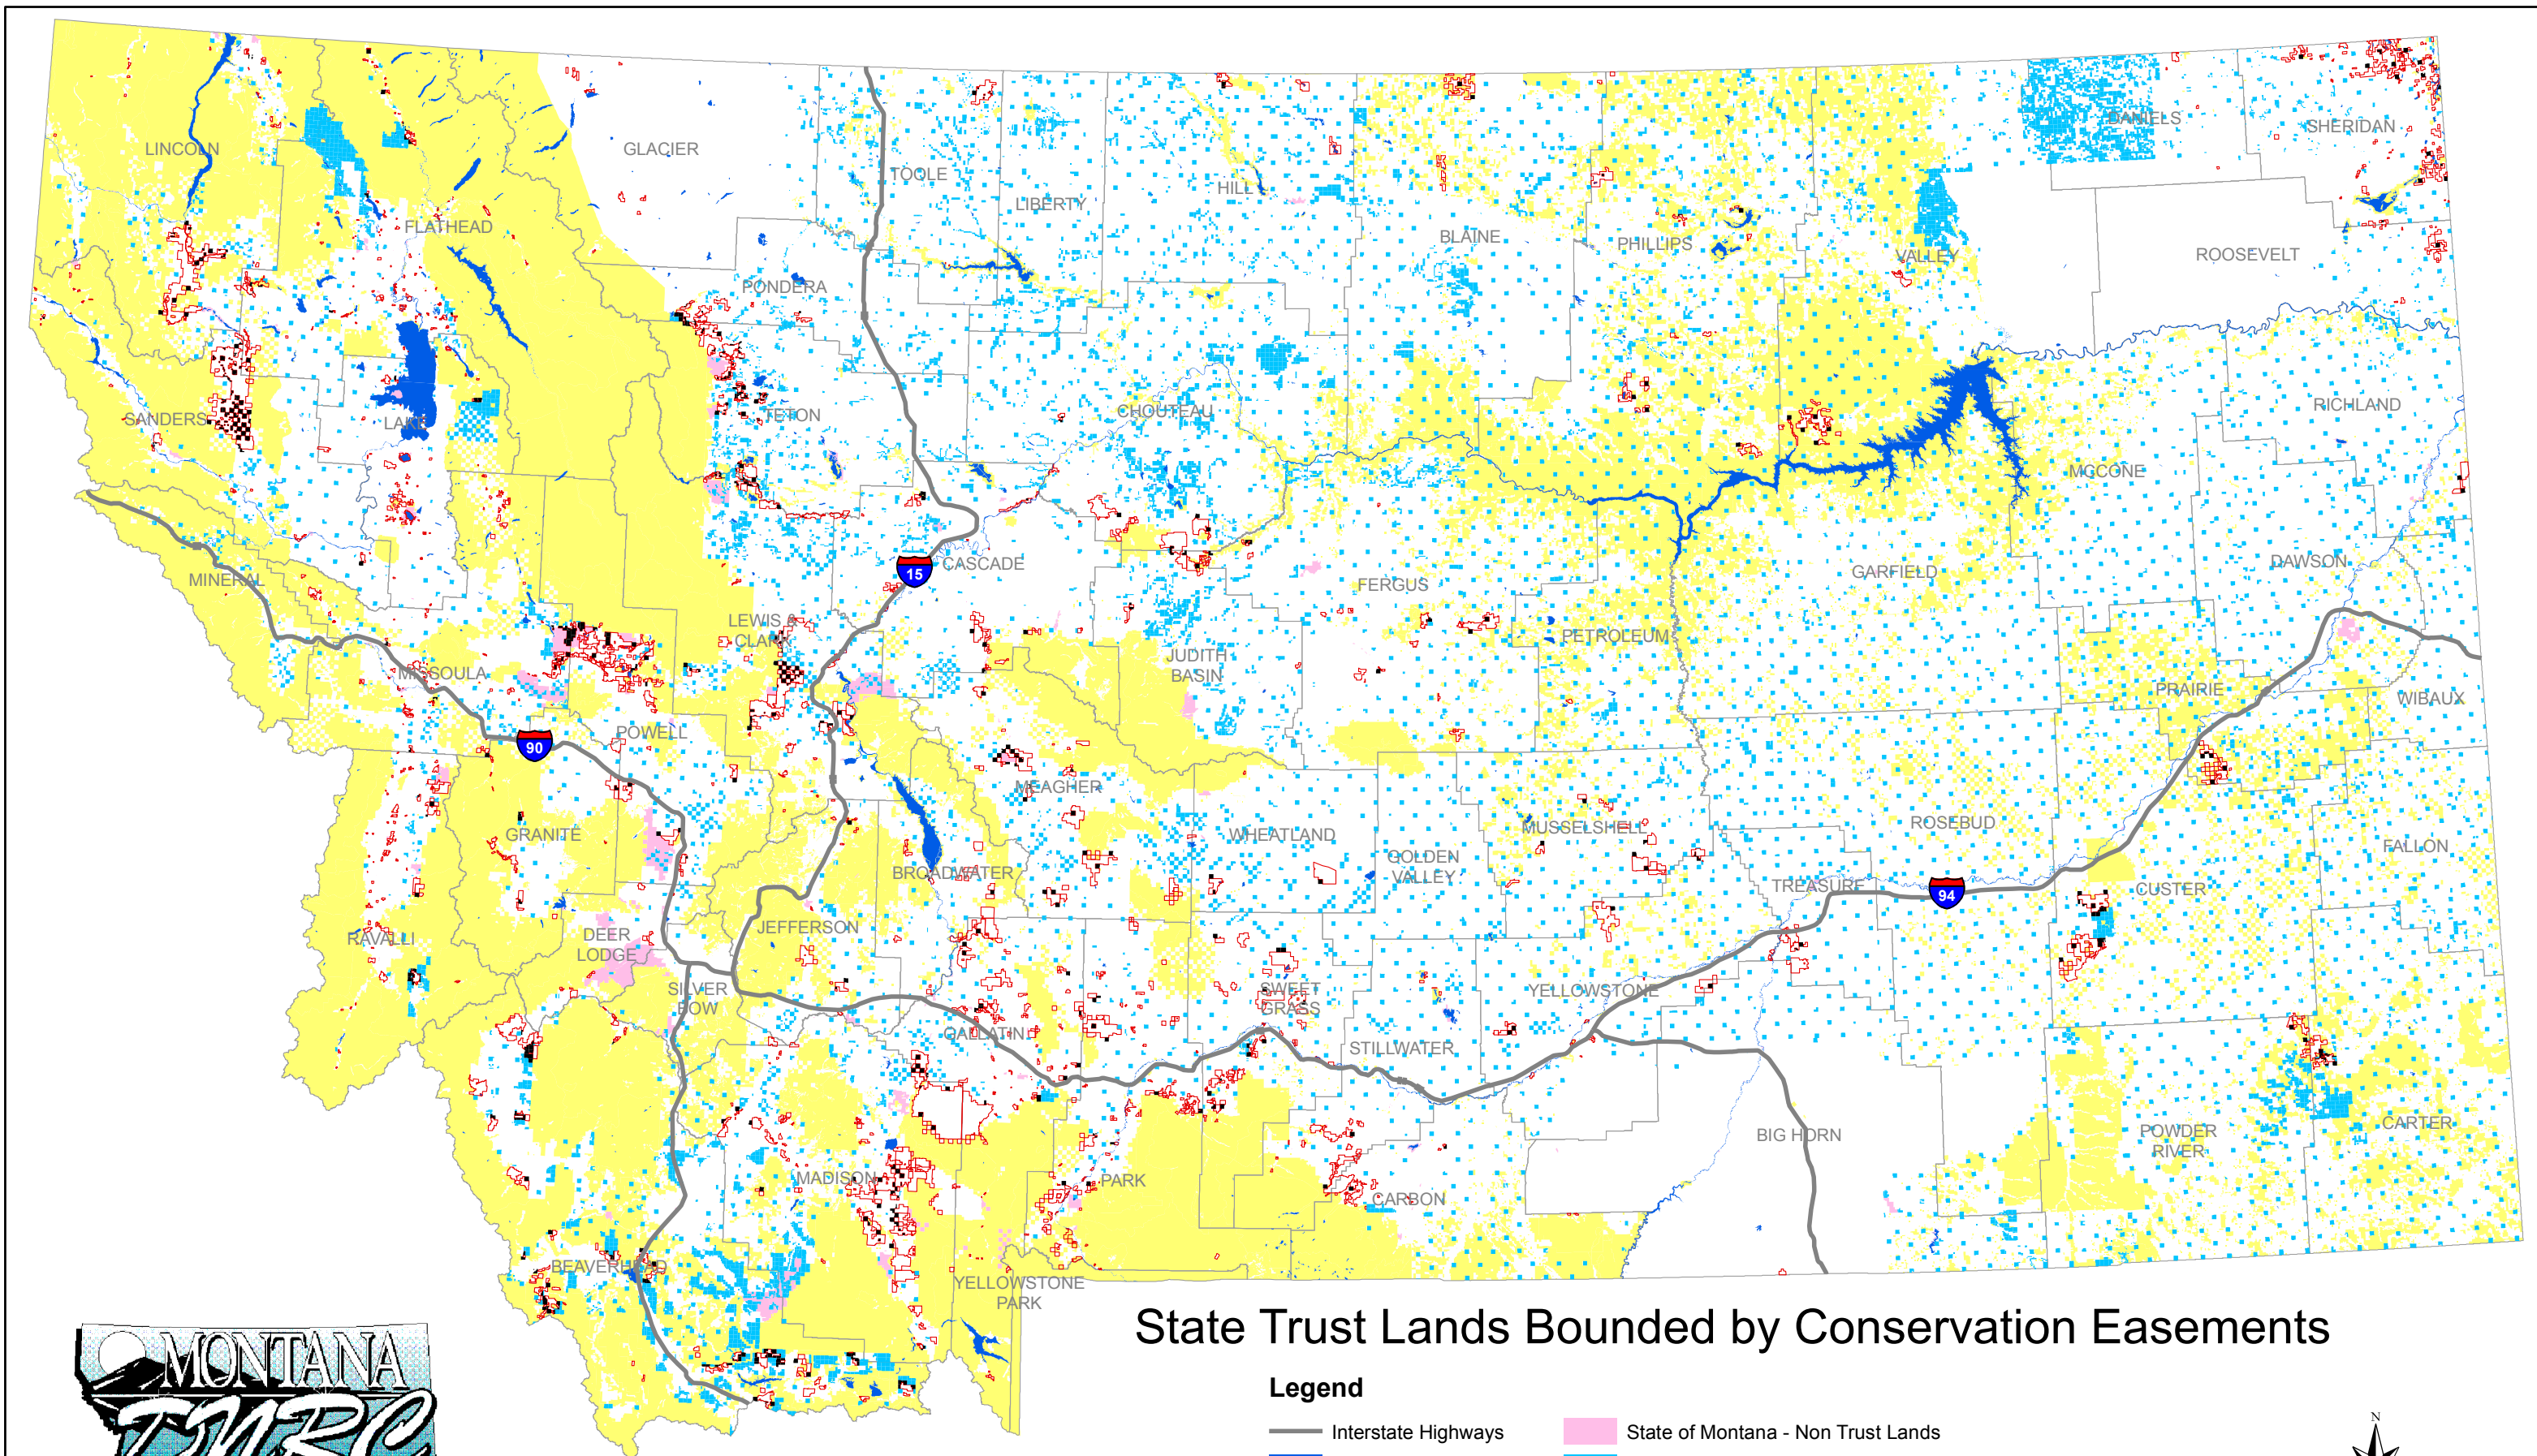 LINCOLN
GLACIER
TOOLE
LIBERTY
HILL
DANIELS
SHERIDAN
FLATHEAD
BLAINE
PHILLIPS
VALLEY
ROOSEVELT
PONDERA
SANDERS
LAKE
TETON
CHOUTEAU
RICHLAND
MCCONE
MINERAL
15
CASCADE
FERGUS
GARFIELD
DAWSON
LEWIS &
CLARK
PETROLEUM
JUDITH
BASIN
MISSOULA
PRAIRIE
WIBAUX
90
POWELL
MEAGHER
GRANITE
WHEATLAND
MUSSELSHELL
ROSEBUD
GOLDEN
VALLEY
FALLON
BROADWATER
TREASURE
94
CUSTER
RAVALLI
DEER
LODGE
JEFFERSON
SILVER
BOW
SWEET
GRASS
YELLOWSTONE
GALLATIN
STILLWATER
BIG HORN
POWDER
RIVER
CARTER
MADISON
PARK
CARBON
BEAVERHEAD
YELLOWSTONE
PARK
State Trust Lands Bounded by Conservation Easements
MONTANA
DNRC
Legend
Interstate Highways
State of Montana - Non Trust Lands
N